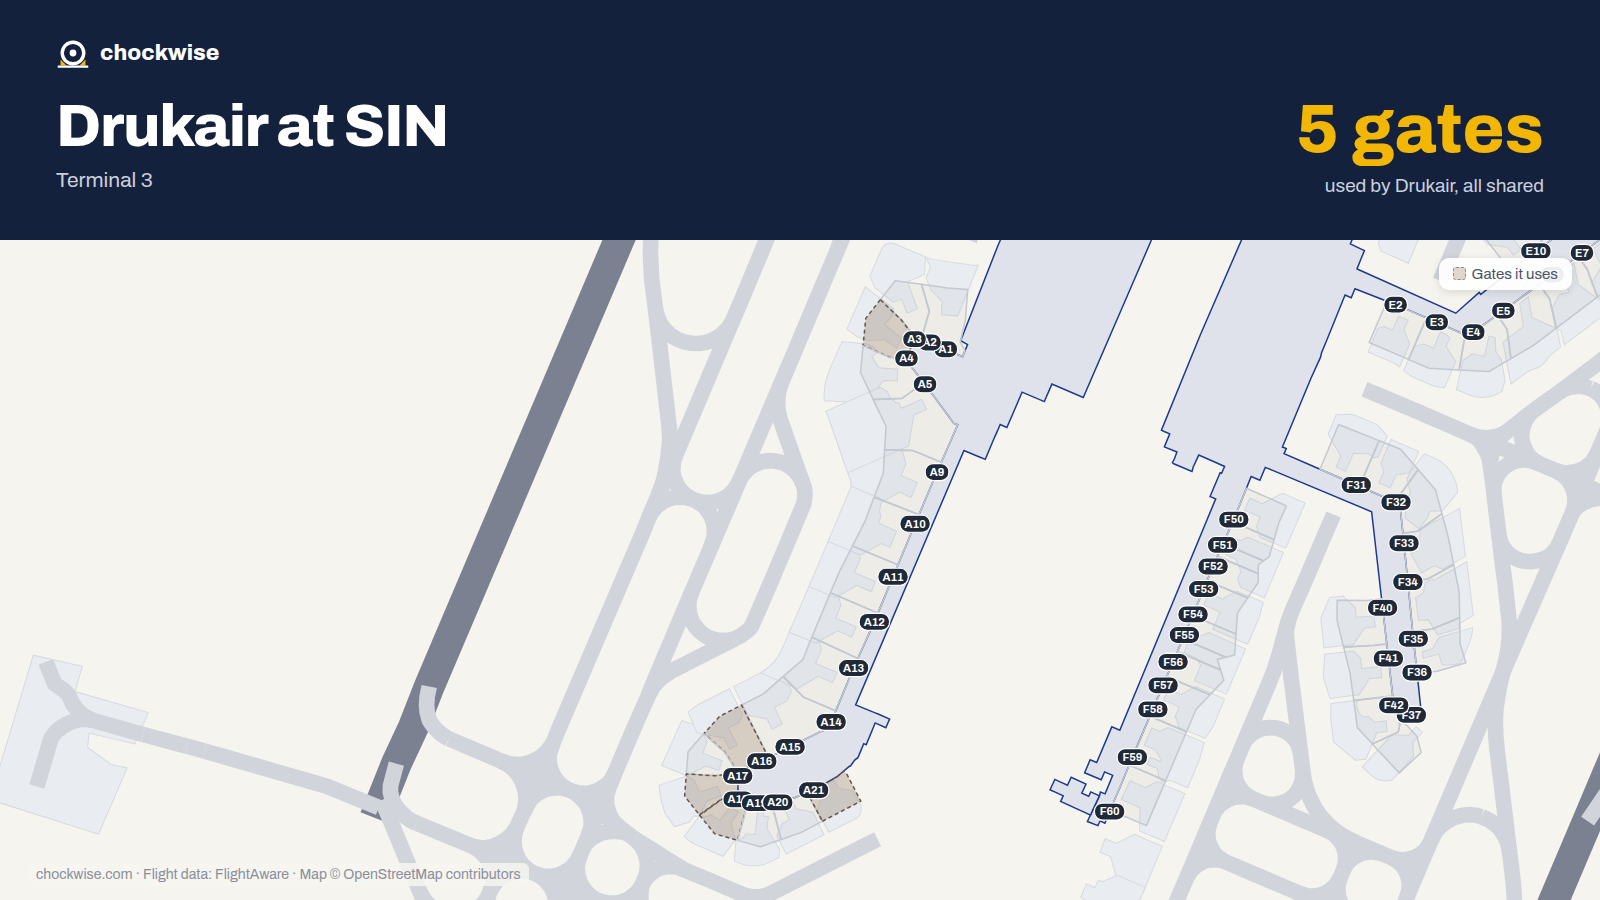 chockwise
Drukair at SIN
Terminal 3
5 gates
used by Drukair, all shared
E10
E7
Gates it uses
E2
E5
E3
E4
A3
A2
A1
A4
A5
A9
F31
F32
F50
A10
F51
F33
F52
A11
F34
F53
F40
F54
A12
F55
F35
F41
F56
A13
F36
F57
F42
F58
F37
A14
A15
F59
A16
A17
A21
A20
F60
chockwise.com · Flight data: FlightAware · Map © OpenStreetMap contributors